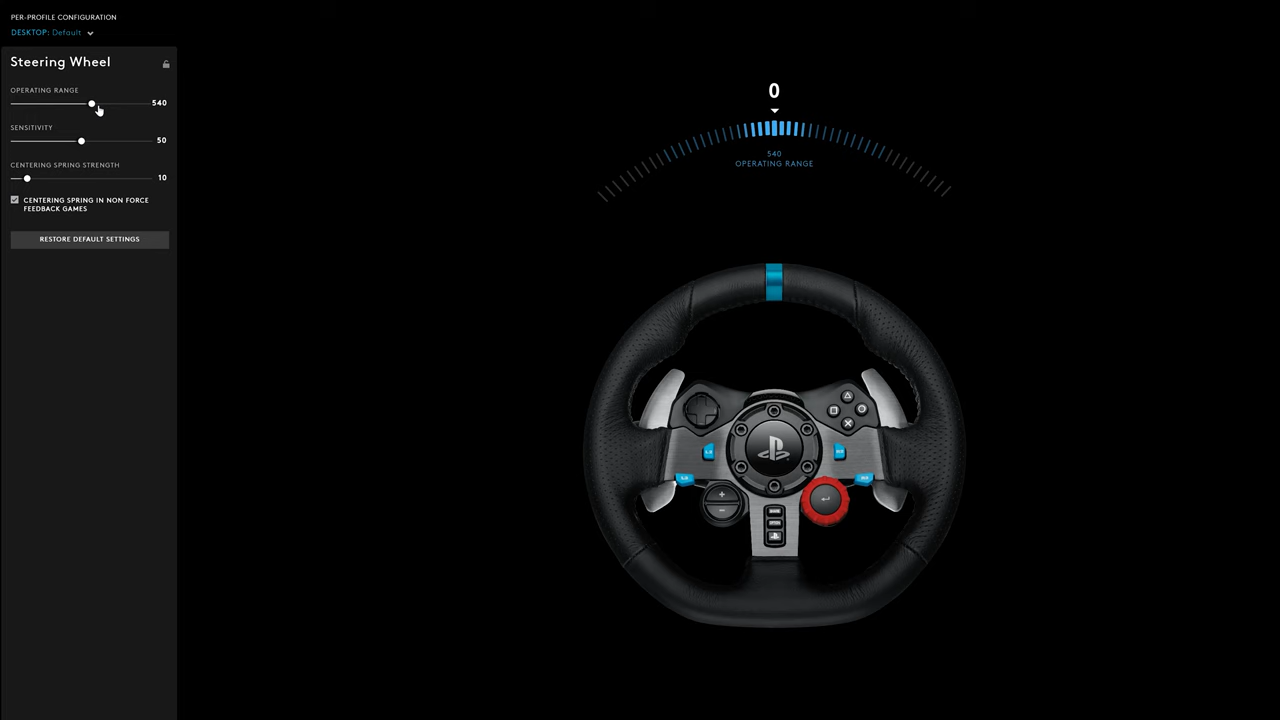 PER-PROFILE CONFIGURATION
DESKTOP: Default
Steering Wheel
OPERATING RANGE
540
SENSITIVITY
50
CENTERING SPRING STRENGTH
10
CENTERING SPRING IN NON FORCE
FEEDBACK GAMES
RESTORE DEFAULT SETTINGS
0
540
OPERATING RANGE